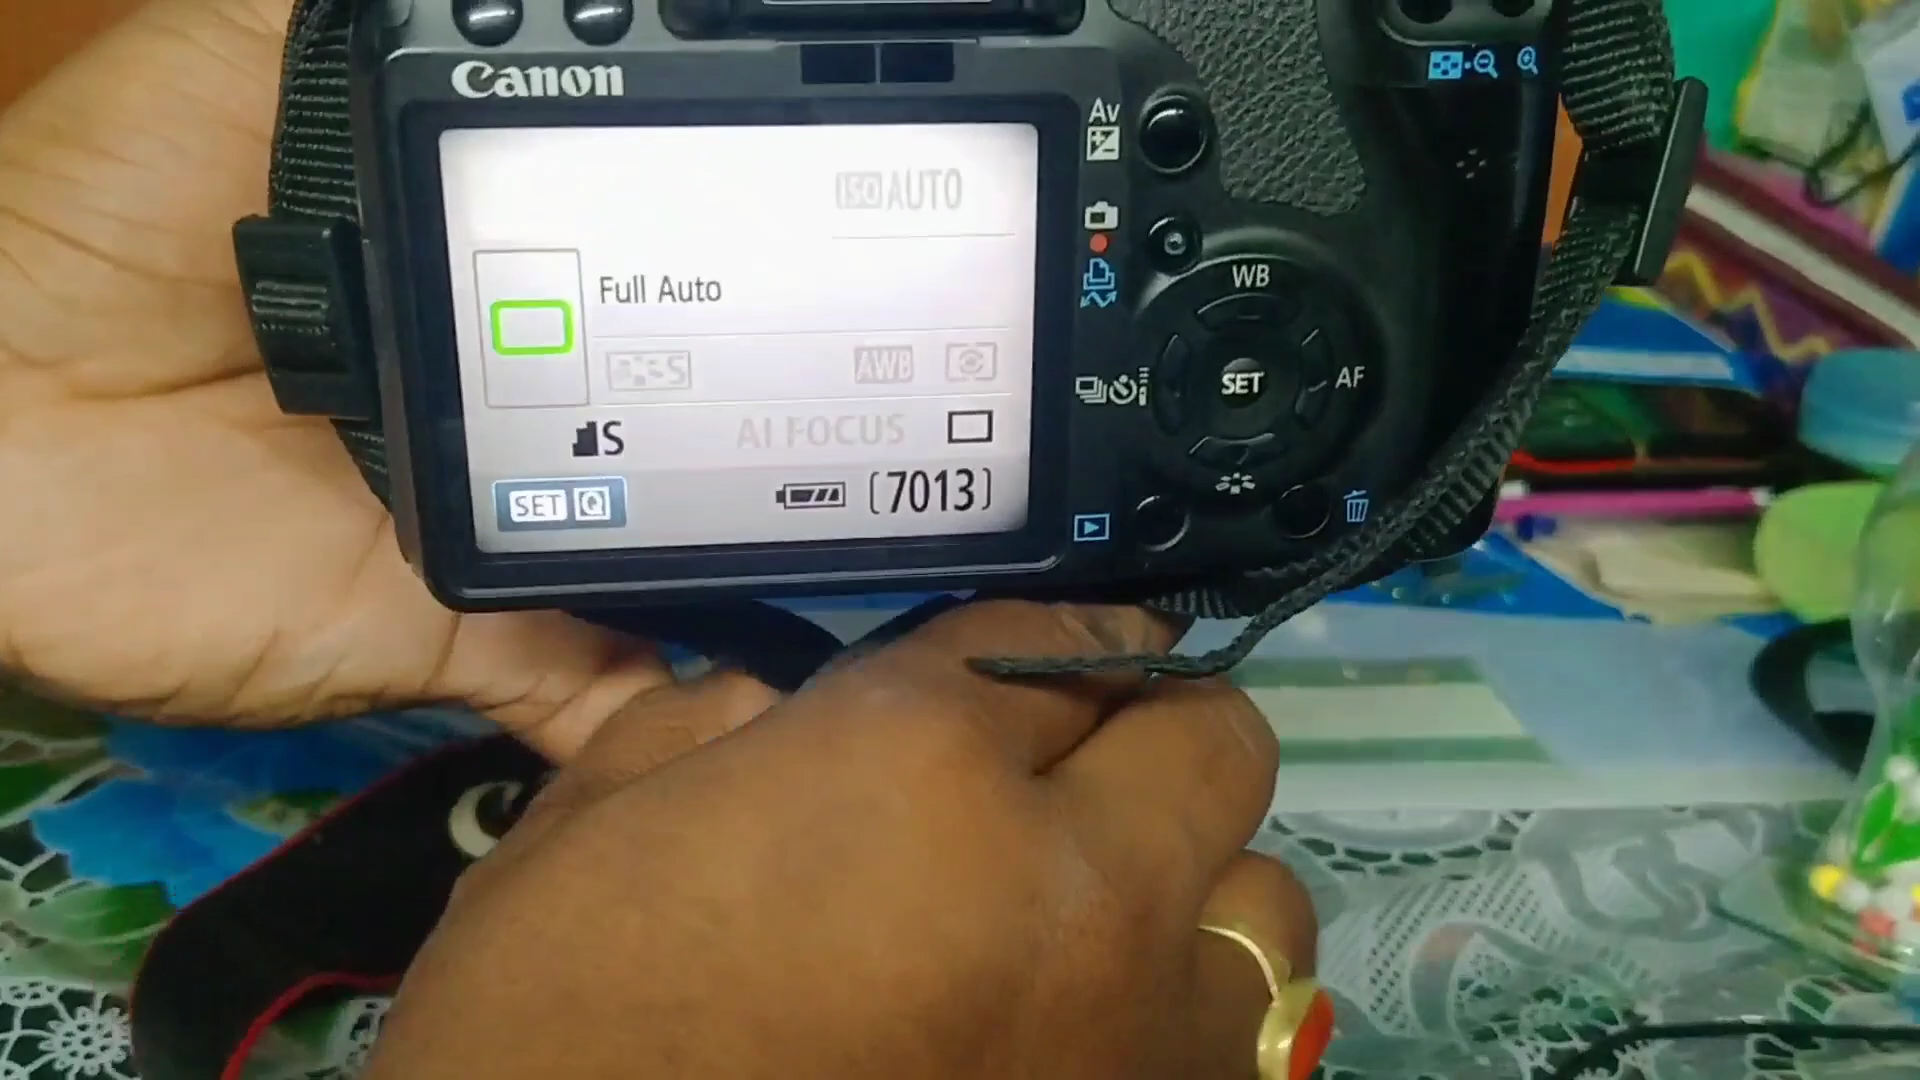 Canon
ISO AUTO
Full Auto
S
AWB
S
AI FOCUS
SET Q
(7013)
Av
WB
AF
SET